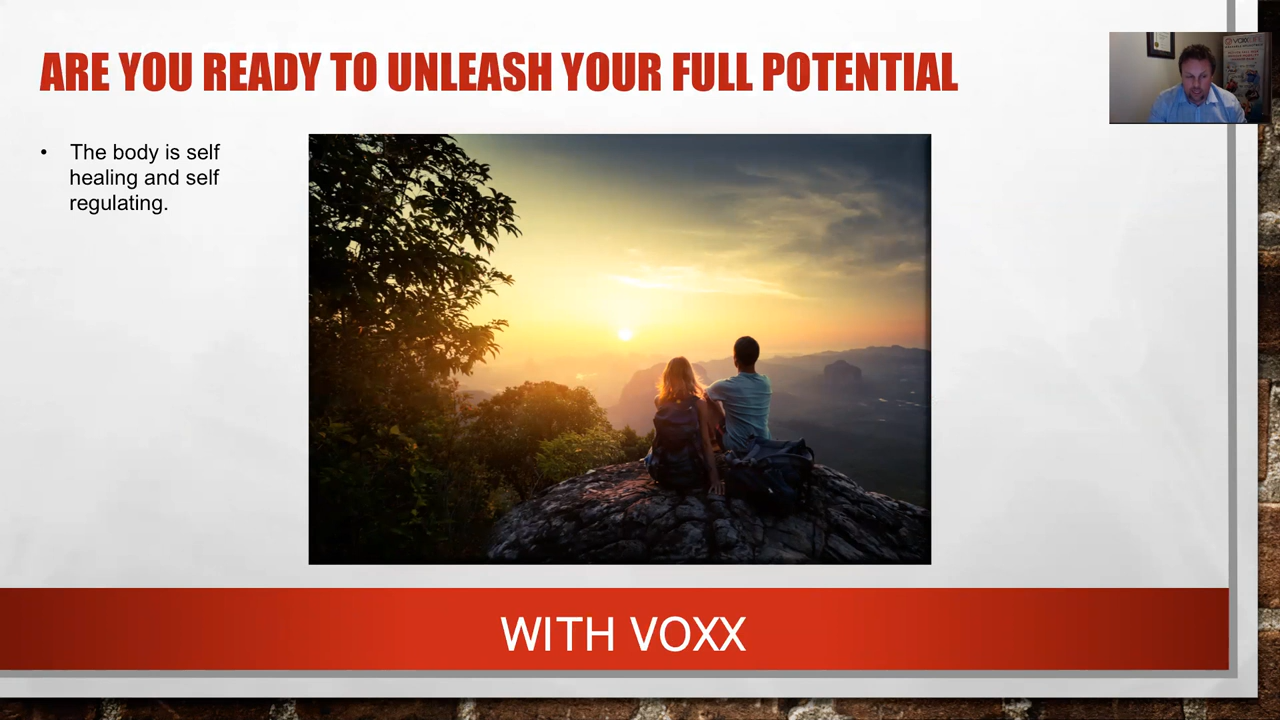 ARE YOU READY TO UNLEASH YOUR FULL POTENTIAL
• The body is self
healing and self
regulating.
WITH VOXX